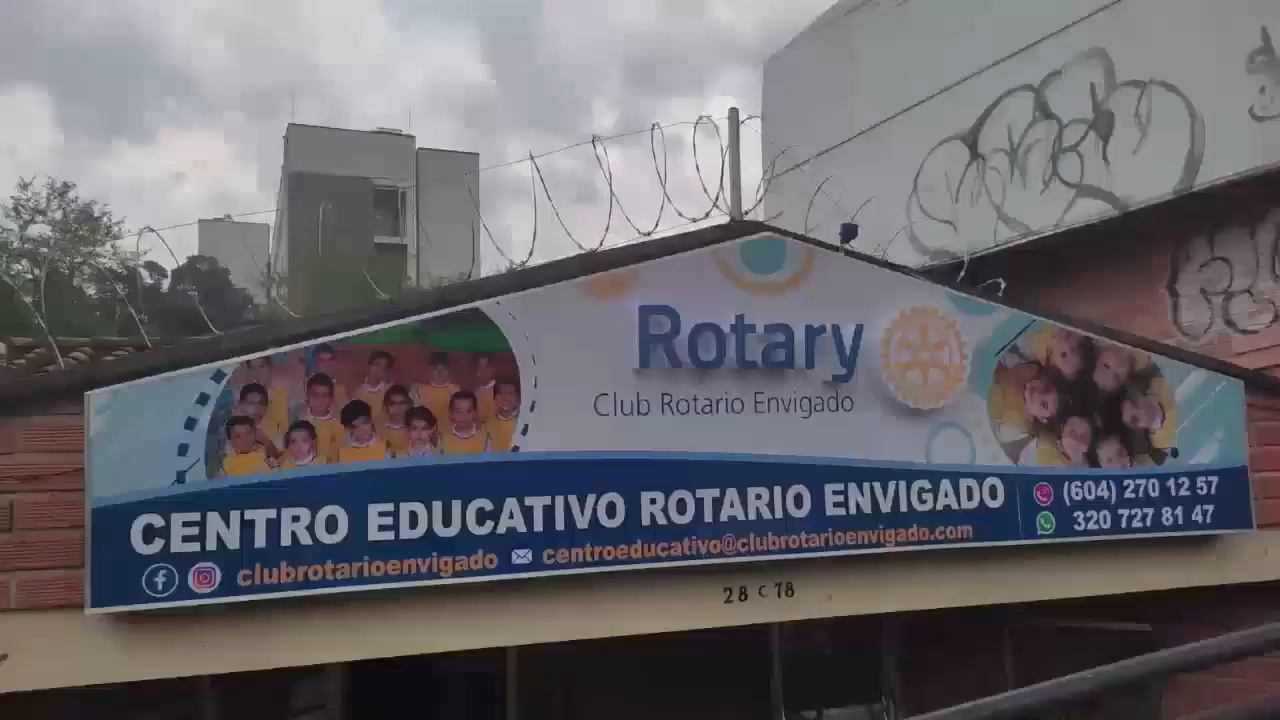 Rotary
Club Rotario Envigado
CENTRO EDUCATIVO ROTARIO ENVIGADO
(604) 270 12 57
320 727 81 47
clubrotarioenvigado
centroeducativo@clubrotarioenvigado.com
28 C 78